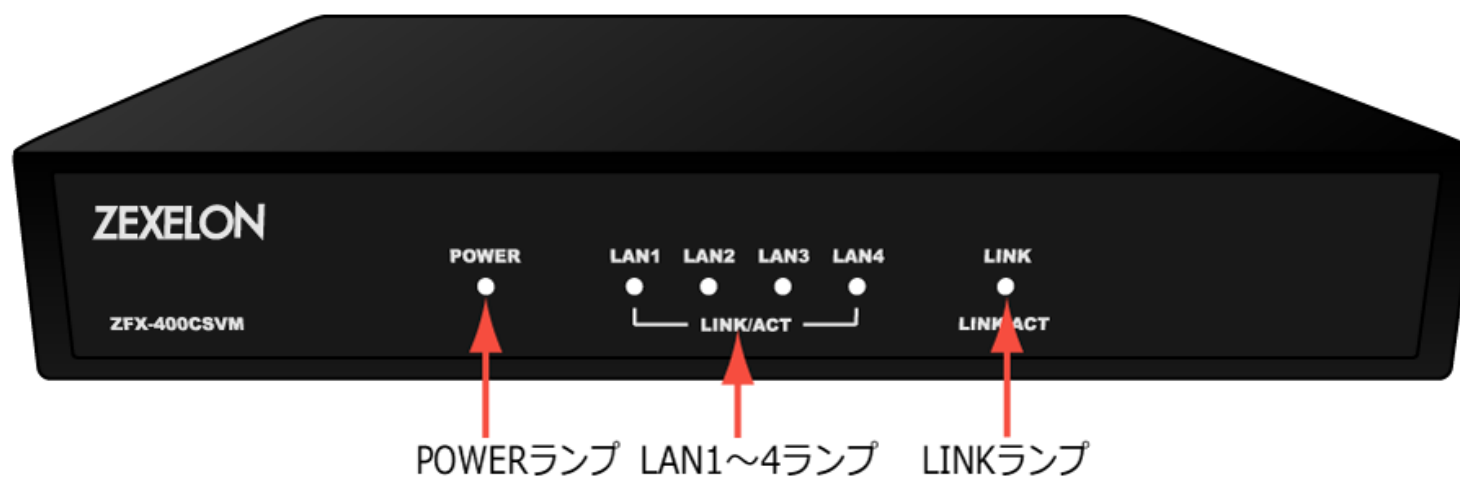 ZEXELON
POWER
LAN1 LAN2 LAN3 LAN4
LINK
ZFX-400CSVM
LINK/ACT
LINK/ACT
POWERランプ
LAN1～4ランプ
LINKランプ